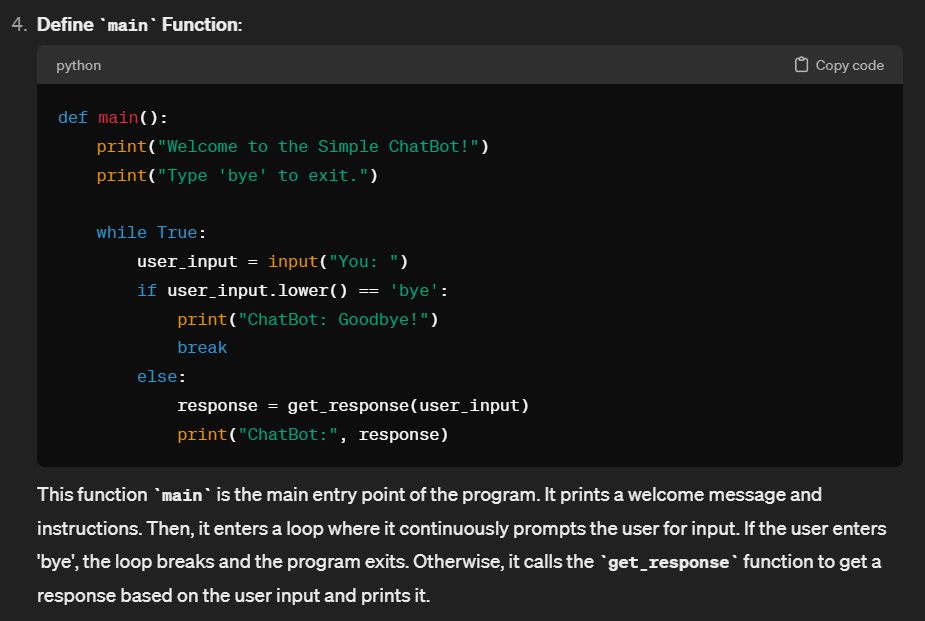 4. Define `main` Function:
python Copy code
def main():
    print("Welcome to the Simple ChatBot!")
    print("Type 'bye' to exit.")

    while True:
        user_input = input("You: ")
        if user_input.lower() == 'bye':
            print("ChatBot: Goodbye!")
            break
        else:
            response = get_response(user_input)
            print("ChatBot:", response)
This function `main` is the main entry point of the program. It prints a welcome message and
instructions. Then, it enters a loop where it continuously prompts the user for input. If the user enters
'bye', the loop breaks and the program exits. Otherwise, it calls the `get_response` function to get a
response based on the user input and prints it.